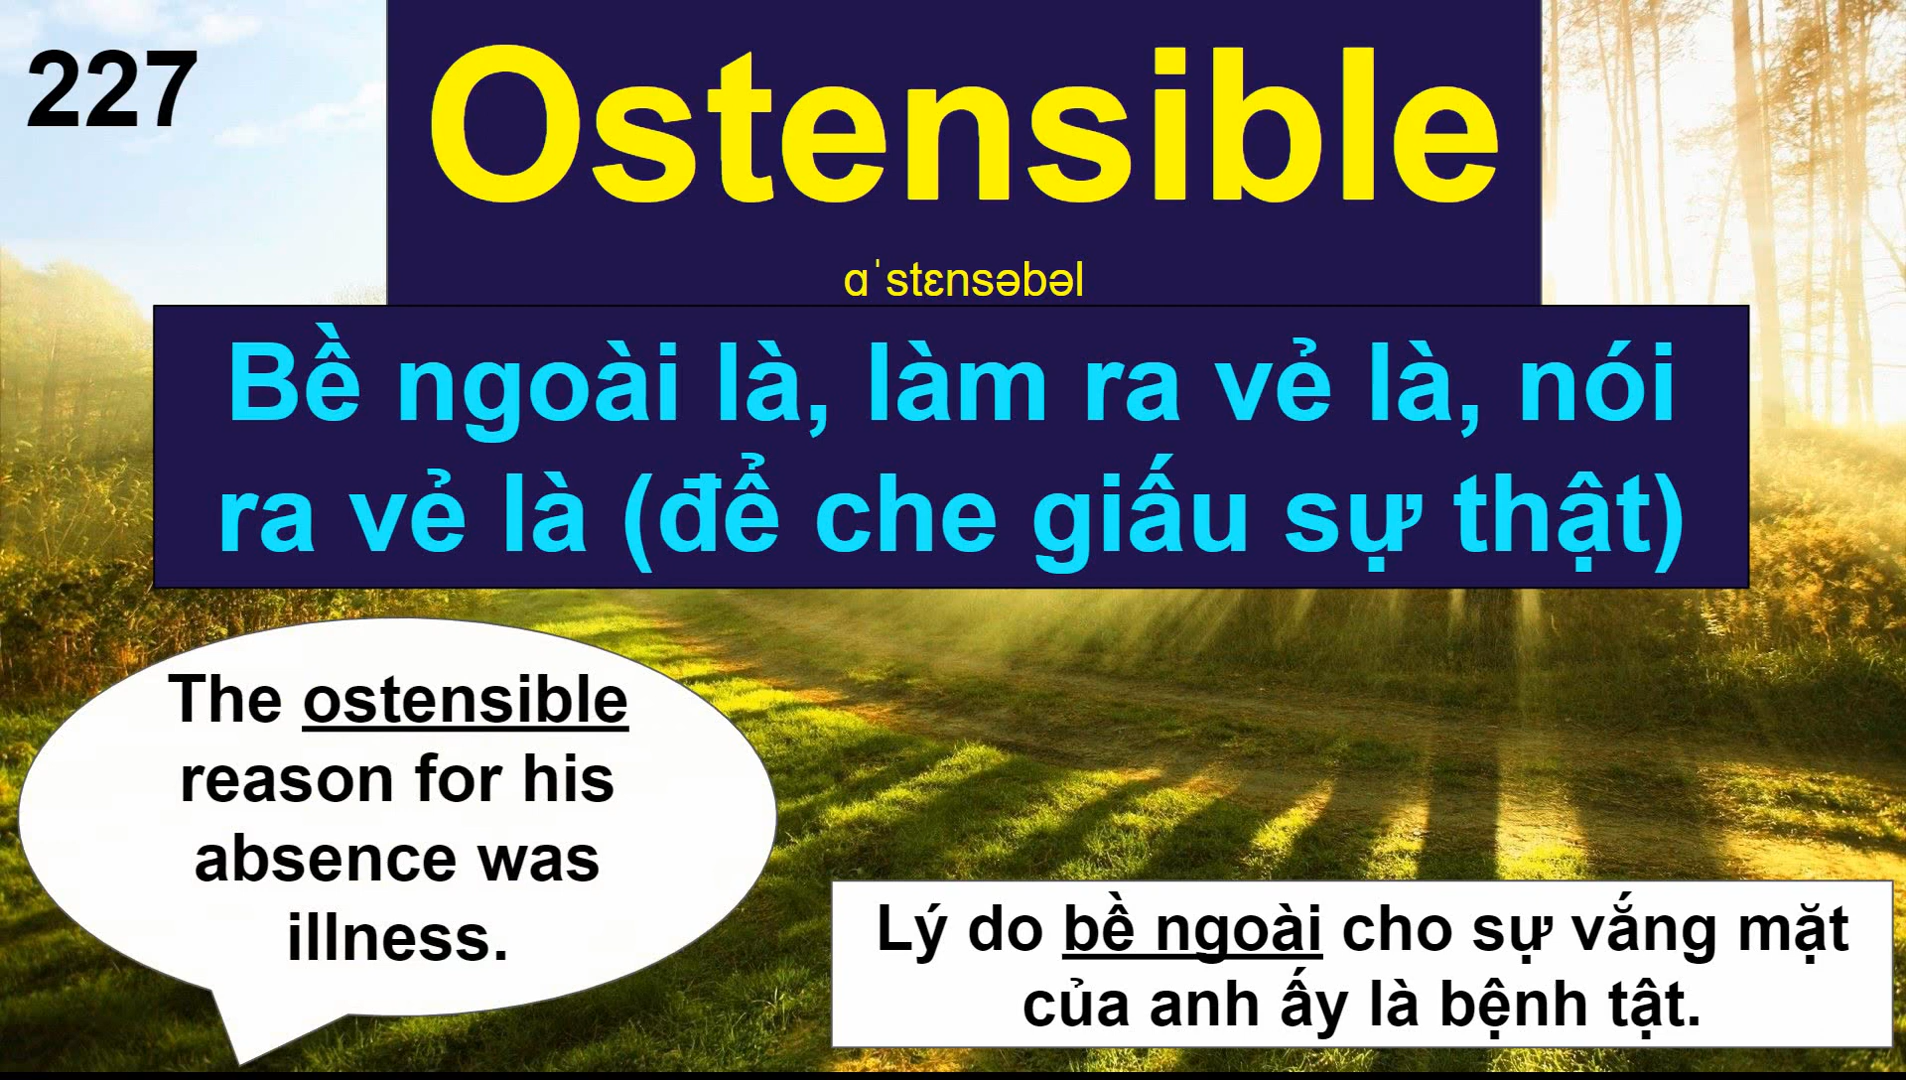 227
Ostensible
ɑˈstɛnsəbəl
Bề ngoài là, làm ra vẻ là, nói
ra vẻ là (để che giấu sự thật)
The ostensible
reason for his
absence was
illness.
Lý do bề ngoài cho sự vắng mặt
của anh ấy là bệnh tật.